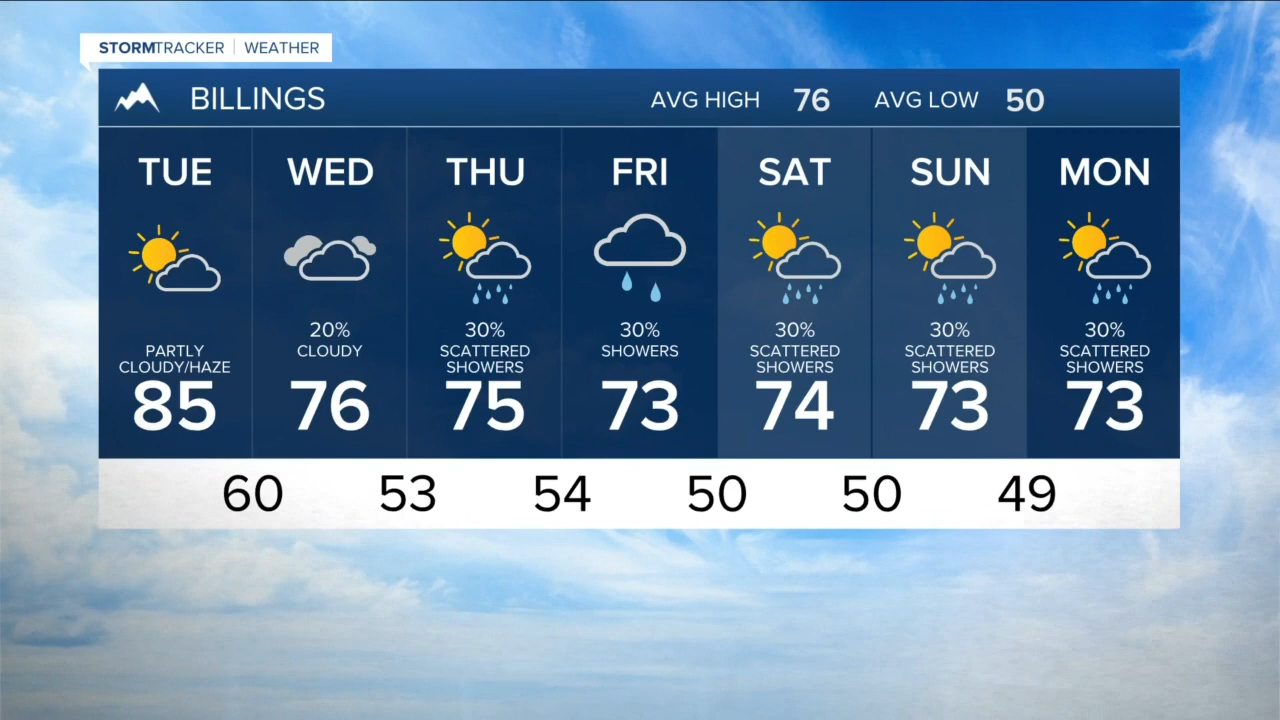 STORMTRACKER | WEATHER
BILLINGS AVG HIGH 76 AVG LOW 50
TUE WED THU FRI SAT SUN MON
20% 30% 30% 30% 30% 30%
PARTLY CLOUDY SCATTERED SHOWERS SCATTERED SCATTERED SCATTERED
CLOUDY/HAZE SHOWERS SHOWERS SHOWERS SHOWERS
85 76 75 73 74 73 73
60 53 54 50 50 49